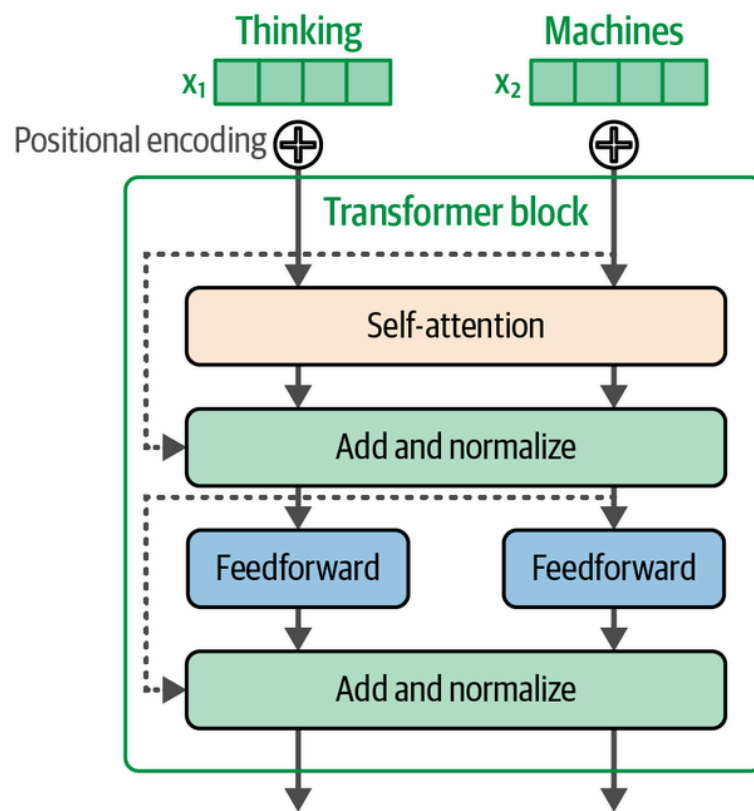 Thinking Machines
x₁ x₂
Positional encoding
Transformer block
Self-attention
Add and normalize
Feedforward Feedforward
Add and normalize